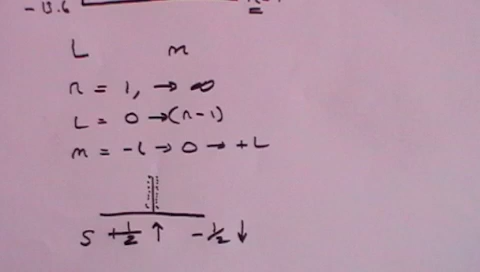 -13.6
L m
n = 1, → ∞
L = 0 → (n-1)
m = -L → 0 → +L
S +1/2 ↑ -1/2 ↓